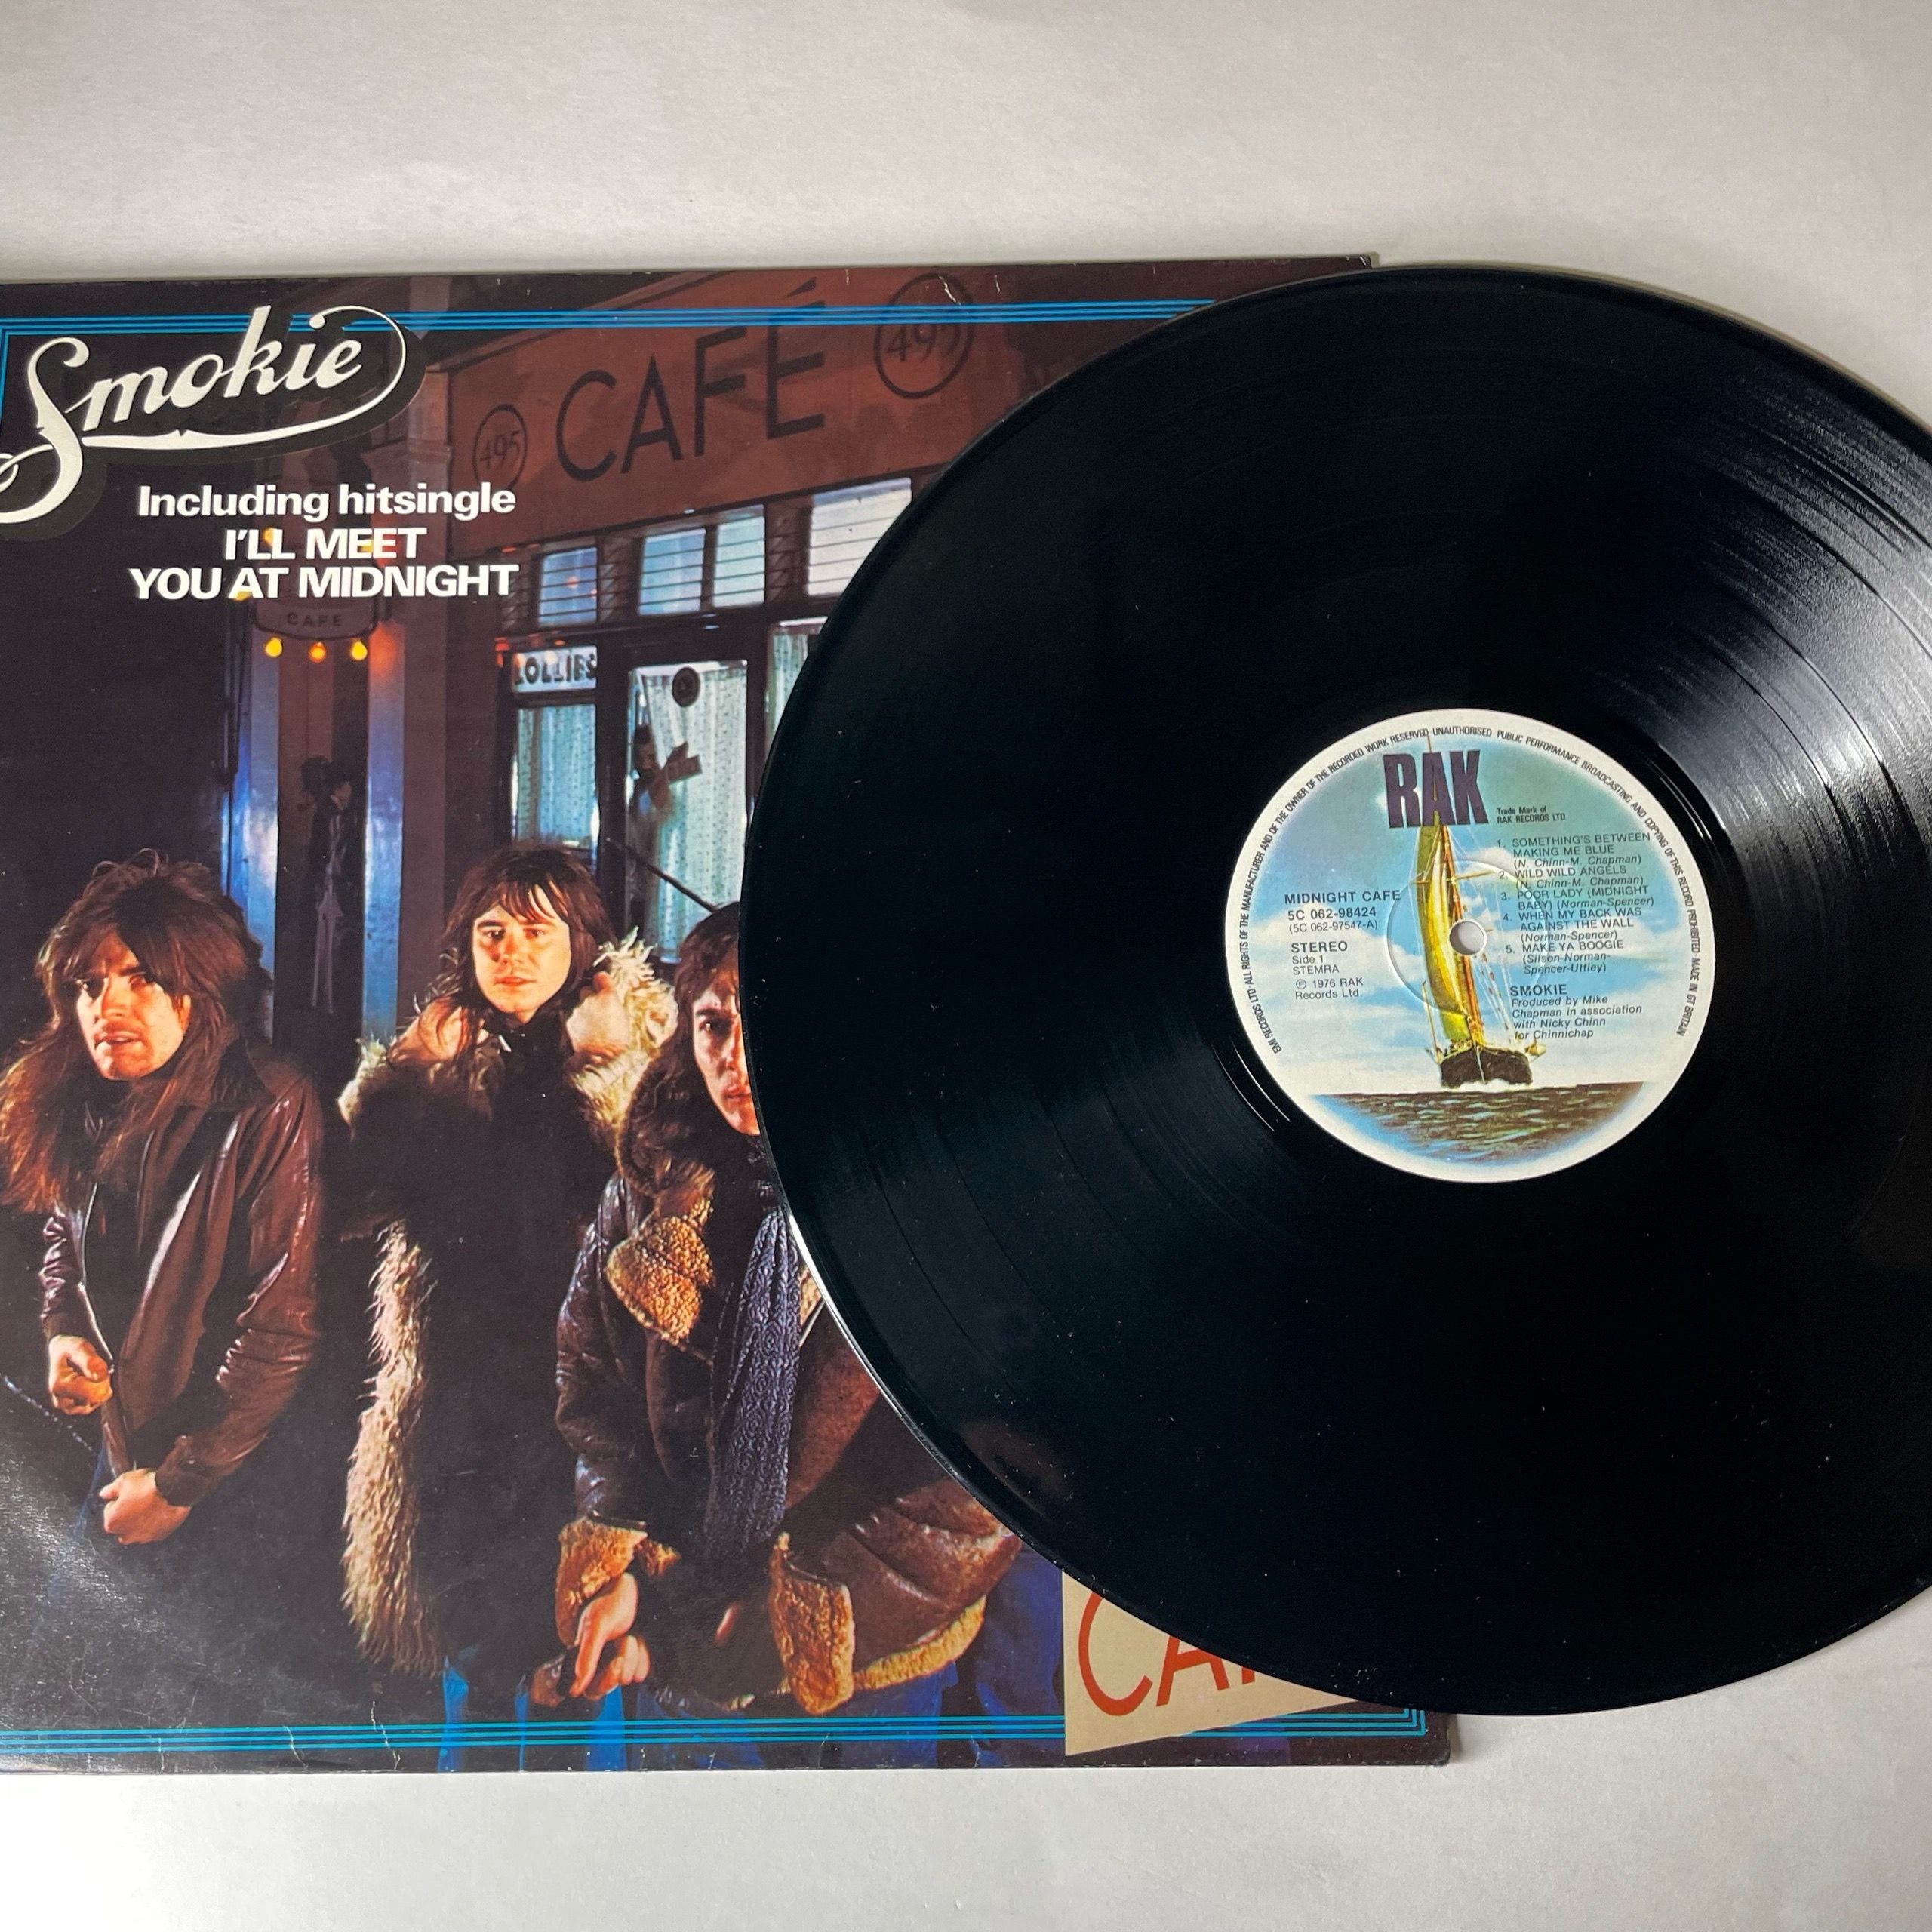 Smokie
Including hitsingle
I'LL MEET
YOU AT MIDNIGHT
CAFÉ
495
495
CAFE
LOLLIES
EMI RECORDS LTD·ALL RIGHTS OF THE MANUFACTURER AND OF THE OWNER OF THE RECORDED WORK RESERVED UNAUTHORISED PUBLIC PERFORMANCE BROADCASTING AND COPYING OF THIS RECORD PROHIBITED·MADE IN GT BRITAIN
RAK
Trade Mark of
RAK RECORDS LTD.
MIDNIGHT CAFE
5C 062-98424
(5C 062-97547-A)
STEREO
Side 1
STEMRA
℗ 1976 RAK
Records Ltd.
1. SOMETHING'S BETWEEN
MAKING ME BLUE
(N. Chinn-M. Chapman)
2. WILD WILD ANGELS
(N. Chinn-M. Chapman)
3. POOR LADY (MIDNIGHT
BABY) (Norman-Spencer)
4. WHEN MY BACK WAS
AGAINST THE WALL
(Norman-Spencer)
5. MAKE YA BOOGIE
(Silson-Norman-
Spencer-Uttley)
SMOKIE
Produced by Mike
Chapman in association
with Nicky Chinn
for Chinnichap
CA